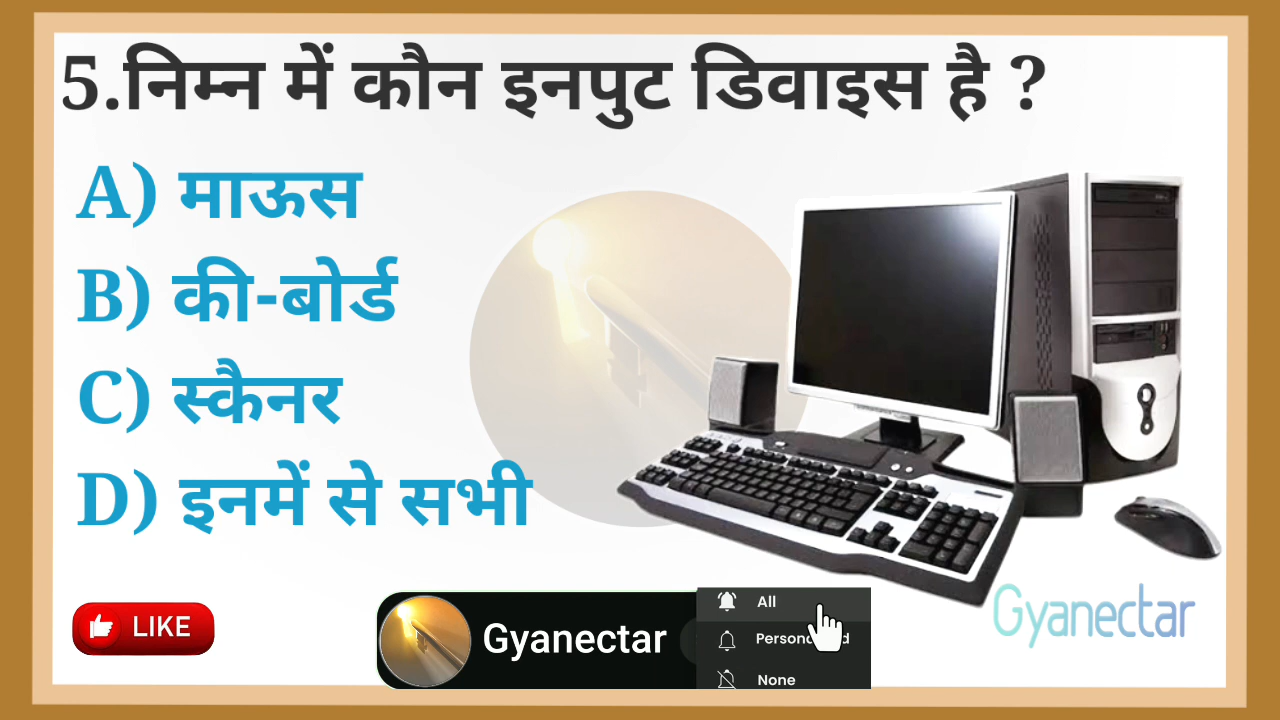 5.निम्न में कौन इनपुट डिवाइस है ?
A) माऊस
B) की-बोर्ड
C) स्कैनर
D) इनमें से सभी
LIKE
Gyanectar
All
None
Gyanectar